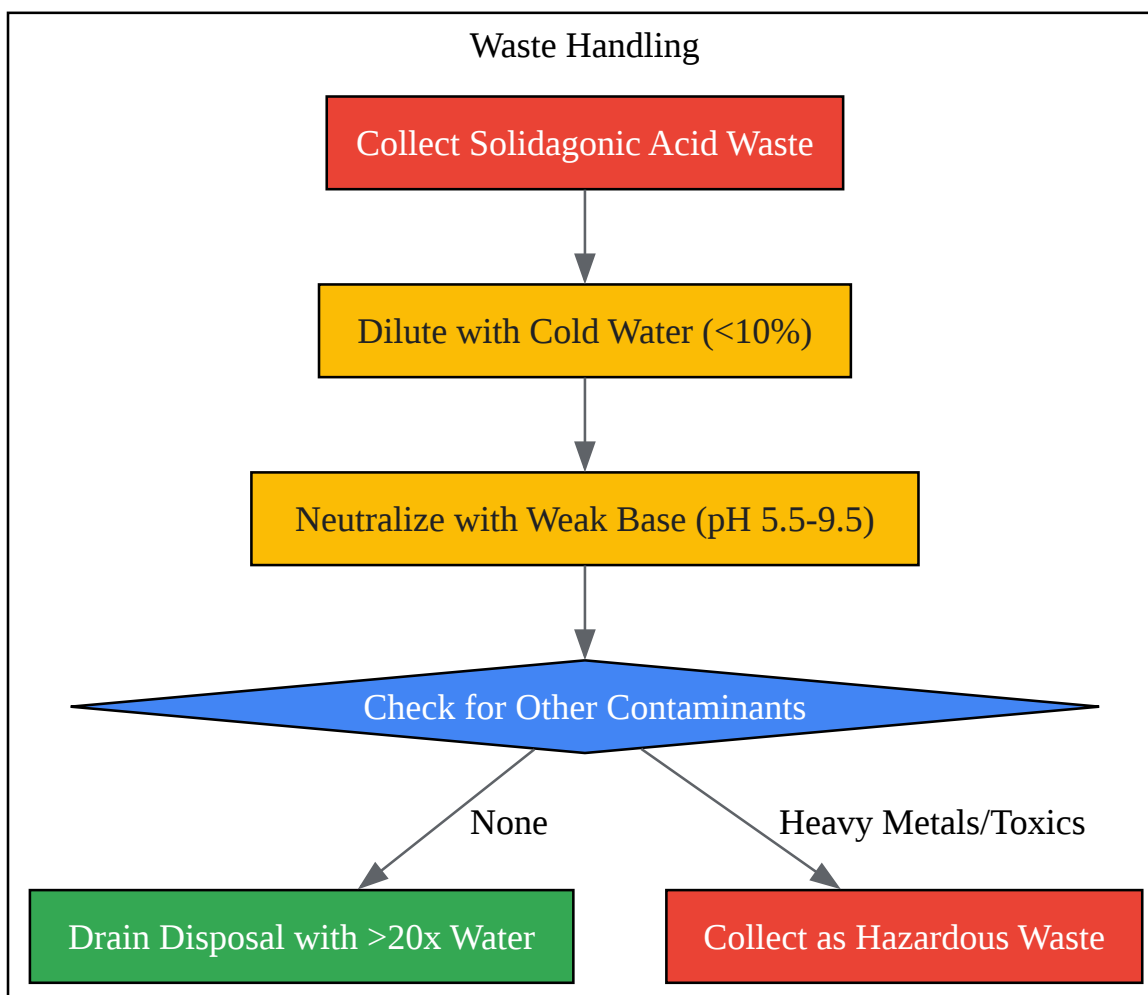 Waste Handling
Collect Solidagonic Acid Waste
Dilute with Cold Water (<10%)
Neutralize with Weak Base (pH 5.5-9.5)
Check for Other Contaminants
None
Heavy Metals/Toxics
Drain Disposal with >20x Water
Collect as Hazardous Waste